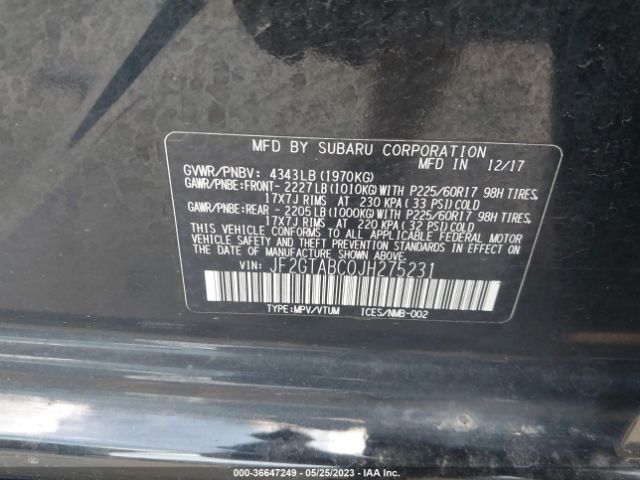 MFD BY SUBARU CORPORATION
MFD IN 12/17
GVWR/PNBV: 4343LB (1970KG)
GAWR/PNBE:FRONT-2227LB(1010KG)WITH P225/60R17 98H TIRES,
17X7J RIMS AT 230 KPA(33 PSI)COLD
GAWR/PNBE:REAR -2205LB(1000KG)WITH P225/60R17 98H TIRES,
17X7J RIMS AT 220 KPA(32 PSI)COLD
THIS VEHICLE CONFORMS TO ALL APPLICABLE FEDERAL MOTOR
VEHICLE SAFETY AND THEFT PREVENTION STANDARDS IN EFFECT ON
THE DATE OF MANUFACTURE SHOWN ABOVE.
VIN: JF2GTABC0JH275231
TYPE:MPV/VTUM ICES/NMB-002
000-36647249 - 05/25/2023 - IAA Inc.